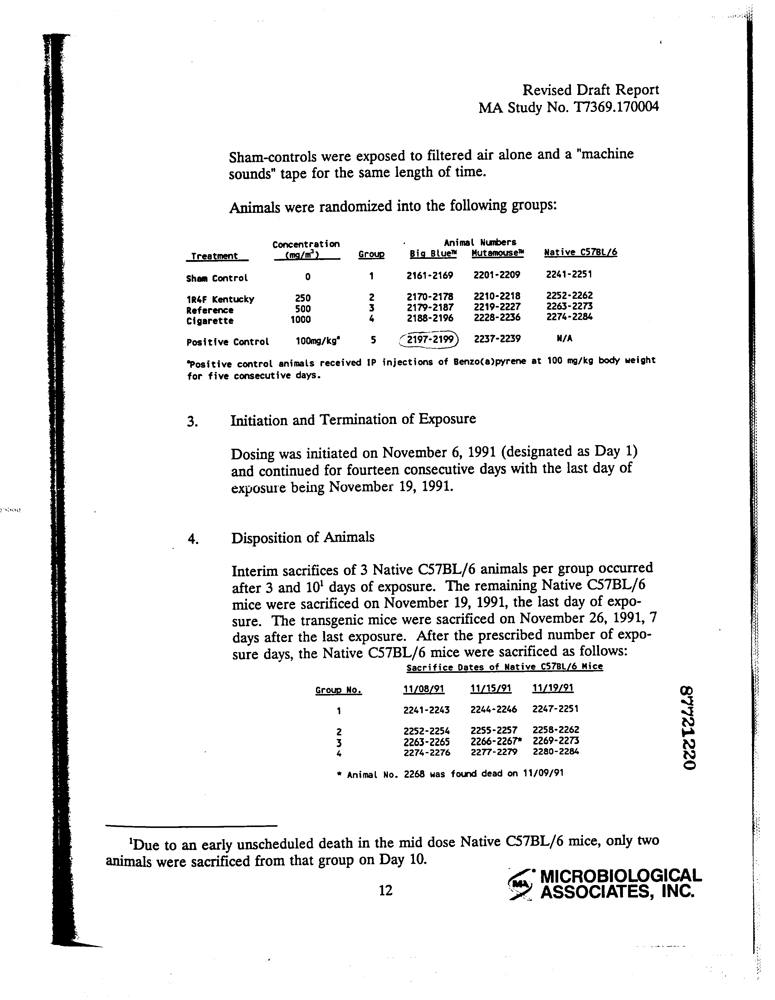 Revised Draft Report
MA Study No. T7369.170004
Sham-controls were exposed to filtered air alone and a "machine
sounds" tape for the same length of time.
Animals were randomized into the following groups:
Concentration Animal Numbers
Treatment (mg/m³) Group Big Blue™ Mutamouse™ Native C57BL/6
Sham Control 0 1 2161-2169 2201-2209 2241-2251
1R4F Kentucky 250 2 2170-2178 2210-2218 2252-2262
Reference 500 3 2179-2187 2219-2227 2263-2273
Cigarette 1000 4 2188-2196 2228-2236 2274-2284
Positive Control 100mg/kgᵃ 5 2197-2199 2237-2239 N/A
ᵃPositive control animals received IP injections of Benzo(a)pyrene at 100 mg/kg body weight
for five consecutive days.
3. Initiation and Termination of Exposure
Dosing was initiated on November 6, 1991 (designated as Day 1)
and continued for fourteen consecutive days with the last day of
exposure being November 19, 1991.
4. Disposition of Animals
Interim sacrifices of 3 Native C57BL/6 animals per group occurred
after 3 and 10¹ days of exposure. The remaining Native C57BL/6
mice were sacrificed on November 19, 1991, the last day of expo-
sure. The transgenic mice were sacrificed on November 26, 1991, 7
days after the last exposure. After the prescribed number of expo-
sure days, the Native C57BL/6 mice were sacrificed as follows:
Sacrifice Dates of Native C57BL/6 Mice
Group No. 11/08/91 11/15/91 11/19/91
1 2241-2243 2244-2246 2247-2251
2 2252-2254 2255-2257 2258-2262
3 2263-2265 2266-2267* 2269-2273
4 2274-2276 2277-2279 2280-2284
* Animal No. 2268 was found dead on 11/09/91
87721220
¹Due to an early unscheduled death in the mid dose Native C57BL/6 mice, only two
animals were sacrificed from that group on Day 10.
12
MA MICROBIOLOGICAL
ASSOCIATES, INC.